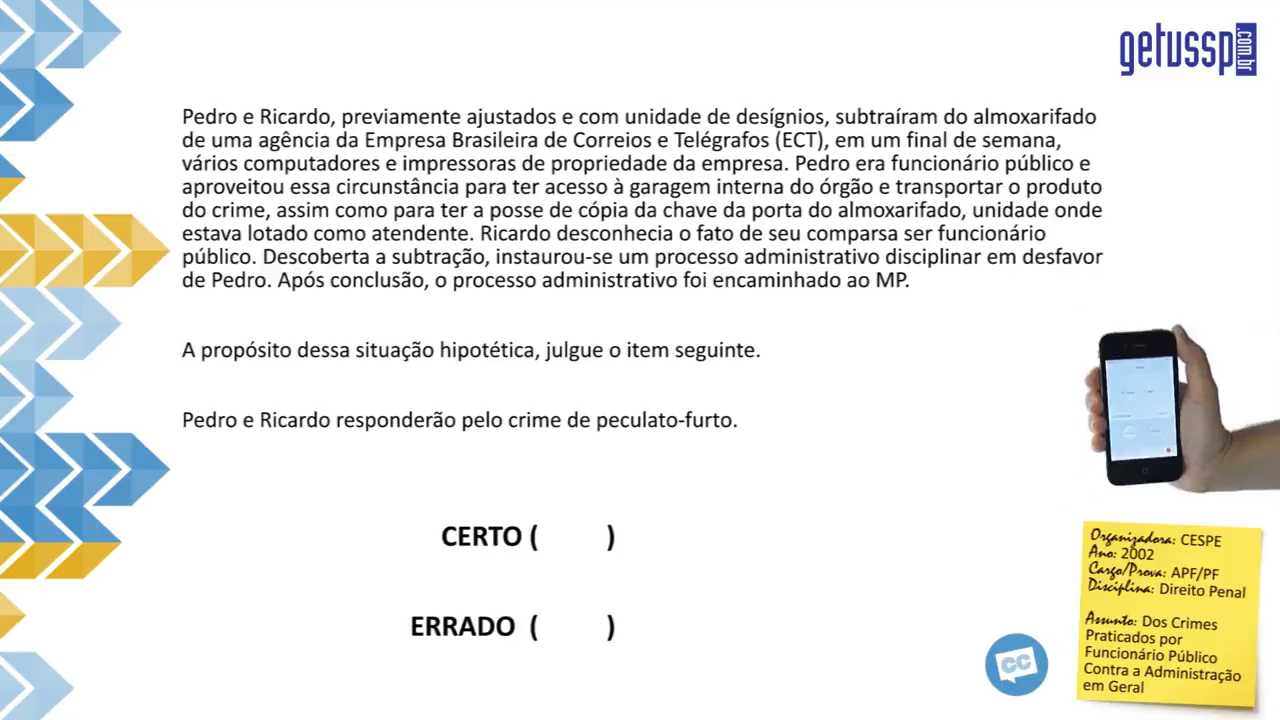 getussp.com.br
Pedro e Ricardo, previamente ajustados e com unidade de desígnios, subtraíram do almoxarifado
de uma agência da Empresa Brasileira de Correios e Telégrafos (ECT), em um final de semana,
vários computadores e impressoras de propriedade da empresa. Pedro era funcionário público e
aproveitou essa circunstância para ter acesso à garagem interna do órgão e transportar o produto
do crime, assim como para ter a posse de cópia da chave da porta do almoxarifado, unidade onde
estava lotado como atendente. Ricardo desconhecia o fato de seu comparsa ser funcionário
público. Descoberta a subtração, instaurou-se um processo administrativo disciplinar em desfavor
de Pedro. Após conclusão, o processo administrativo foi encaminhado ao MP.
A propósito dessa situação hipotética, julgue o item seguinte.
Pedro e Ricardo responderão pelo crime de peculato-furto.
CERTO (        )
ERRADO (        )
Organizadora: CESPE
Ano: 2002
Cargo/Prova: APF/PF
Disciplina: Direito Penal
Assunto: Dos Crimes
Praticados por
Funcionário Público
Contra a Administração
em Geral
CC